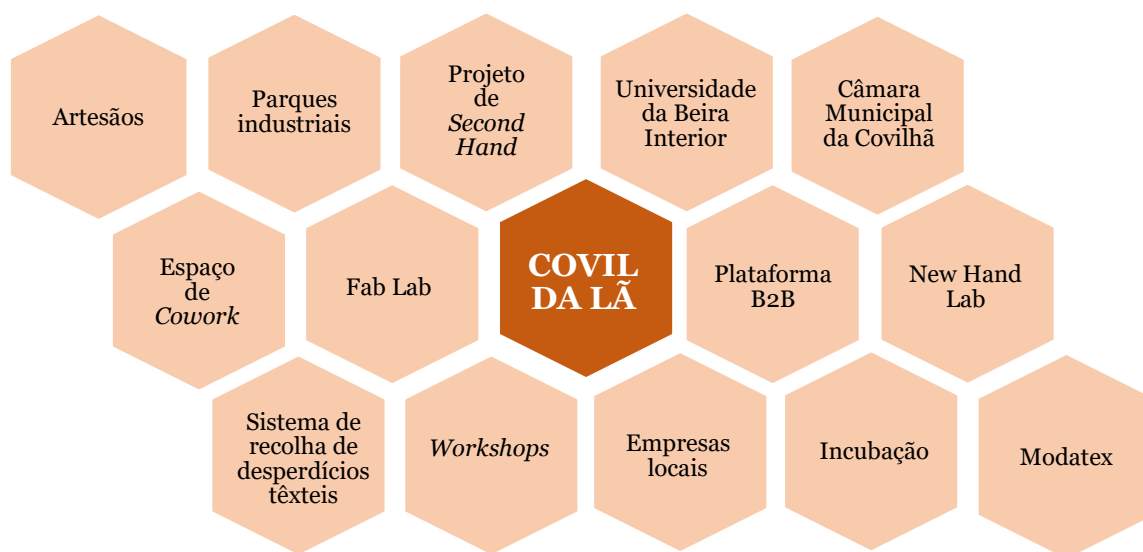 Artesãos
Parques
industriais
Projeto
de
Second
Hand
Universidade
da Beira
Interior
Câmara
Municipal
da Covilhã
Espaço
de
Cowork
Fab Lab
COVIL
DA LÃ
Plataforma
B2B
New Hand
Lab
Sistema de
recolha de
desperdícios
têxteis
Workshops
Empresas
locais
Incubação
Modatex